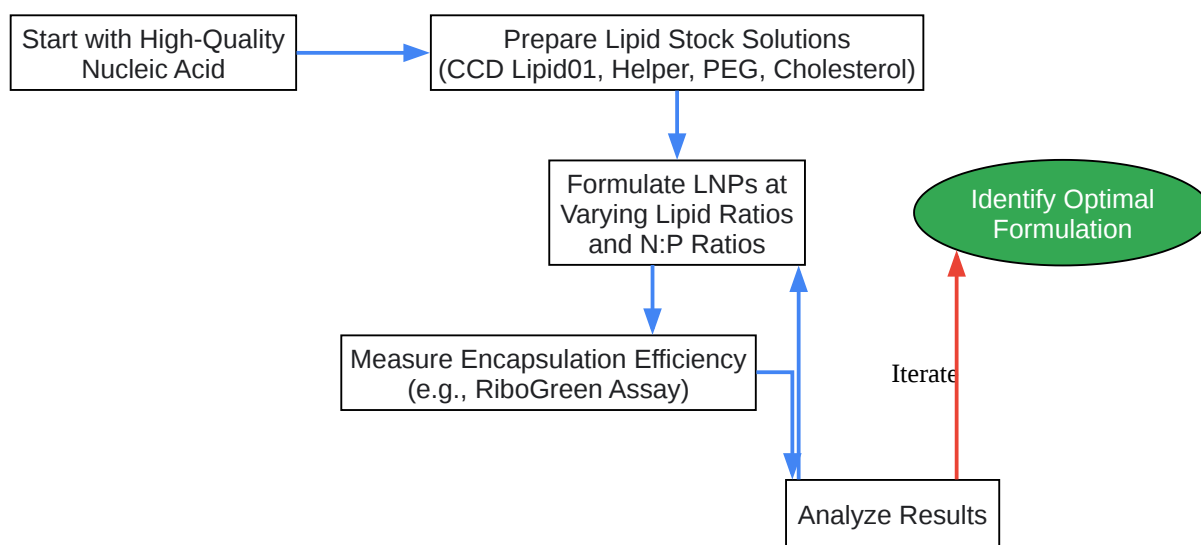 Start with High-Quality
Nucleic Acid
Prepare Lipid Stock Solutions
(CCD Lipid01, Helper, PEG, Cholesterol)
Formulate LNPs at
Varying Lipid Ratios
and N:P Ratios
Identify Optimal
Formulation
Measure Encapsulation Efficiency
(e.g., RiboGreen Assay)
Iterate
Analyze Results